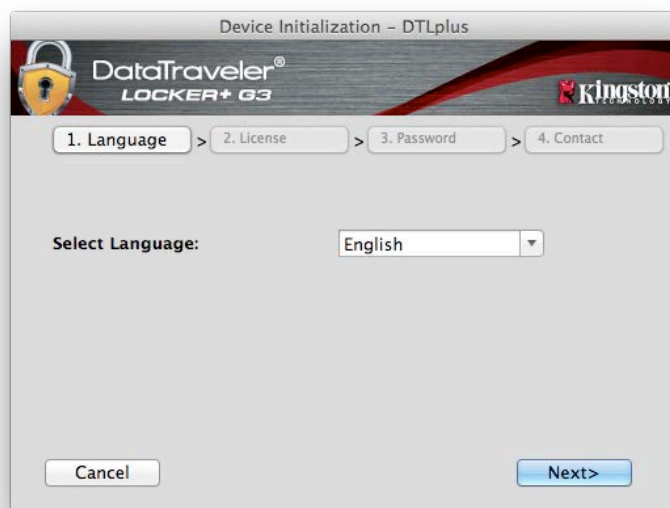 Device Initialization – DTLplus
DataTraveler®
LOCKER+ G3
Kingston
TECHNOLOGY
1. Language > 2. License > 3. Password > 4. Contact
Select Language: English
Cancel Next>